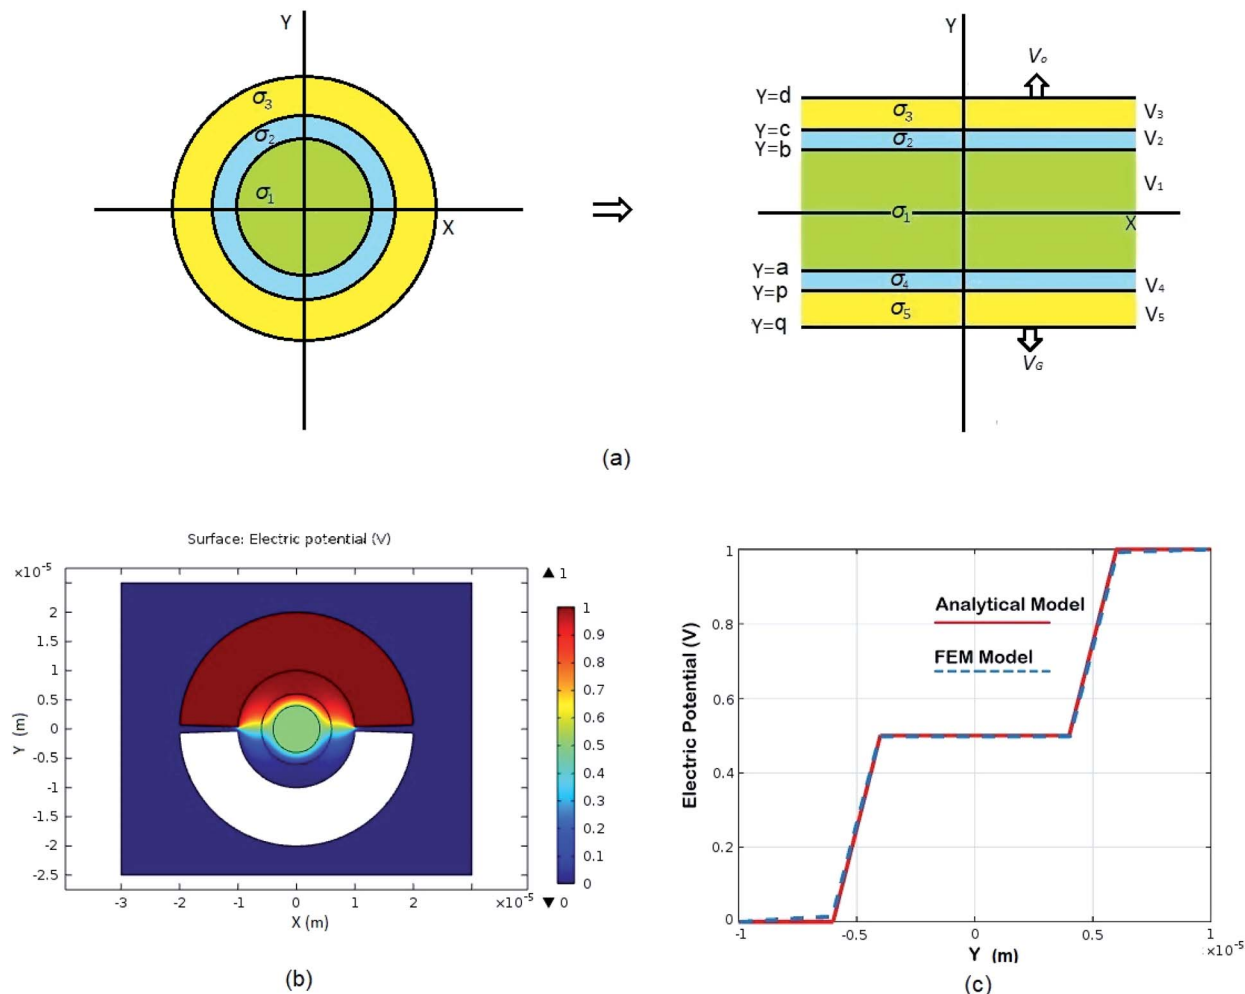 Y
σ3
σ2
σ1
X
Y
Vo
Y=d
σ3
V3
Y=c
σ2
V2
Y=b
V1
σ1
X
Y=a
σ4
V4
Y=p
σ5
V5
Y=q
VG
(a)
Surface: Electric potential (V)
×10-5
2
1.5
1
0.5
0
-0.5
-1
-1.5
-2
-2.5
Y (m)
-3
-2
-1
0
1
2
×10-5
X (m)
▲ 1
1
0.9
0.8
0.7
0.6
0.5
0.4
0.3
0.2
0.1
0
▼ 0
(b)
1
0.8
0.6
0.4
0.2
0
Electric Potential (V)
Analytical Model
FEM Model
-1
-0.5
0
0.5
1
×10-5
Y (m)
(c)